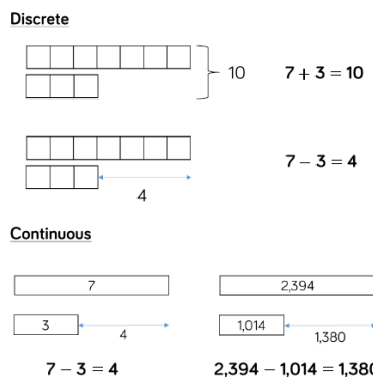 Discrete
10
7 + 3 = 10
7 − 3 = 4
4
Continuous
7
2,394
3
4
1,014
1,380
7 − 3 = 4
2,394 − 1,014 = 1,380